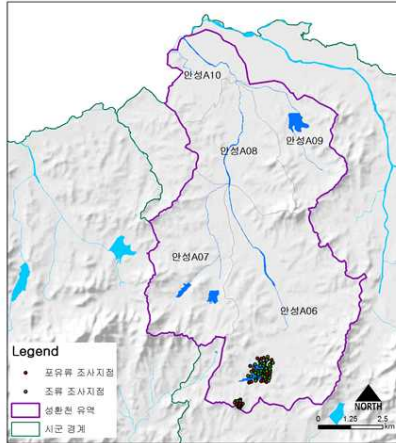 안성A10
안성A09
안성A08
안성A07
안성A06
Legend
포유류 조사지점
조류 조사지점
성환천 유역
시군 경계
NORTH
0 1.25 2.5
km